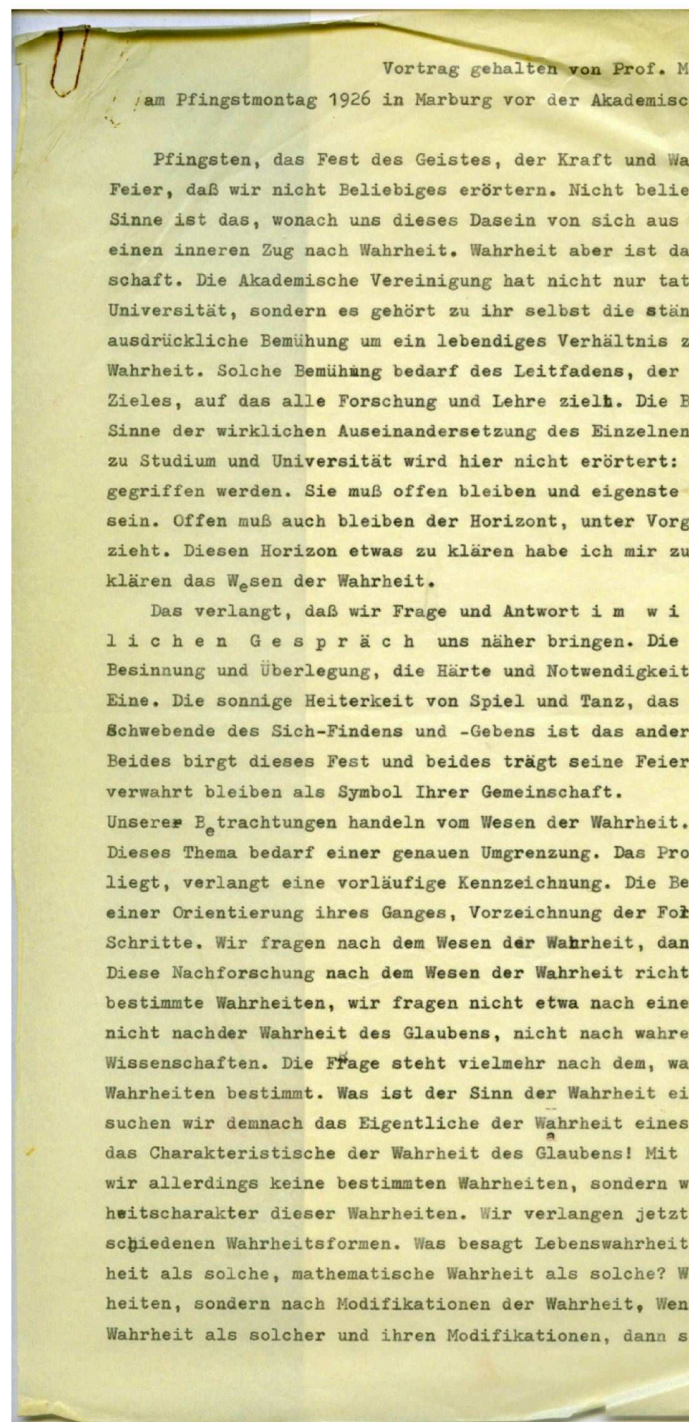 Vortrag gehalten von Prof. M
am Pfingstmontag 1926 in Marburg vor der Akademisc
Pfingsten, das Fest des Geistes, der Kraft und Wa
Feier, daß wir nicht Beliebiges erörtern. Nicht belie
Sinne ist das, wonach uns dieses Dasein von sich aus
einen inneren Zug nach Wahrheit. Wahrheit aber ist da
schaft. Die Akademische Vereinigung hat nicht nur tat
Universität, sondern es gehört zu ihr selbst die stän
ausdrückliche Bemühung um ein lebendiges Verhältnis z
Wahrheit. Solche Bemühung bedarf des Leitfadens, der
Zieles, auf das alle Forschung und Lehre zielt. Die B
Sinne der wirklichen Auseinandersetzung des Einzelnen
zu Studium und Universität wird hier nicht erörtert:
gegriffen werden. Sie muß offen bleiben und eigenste
sein. Offen muß auch bleiben der Horizont, unter Vorg
zieht. Diesen Horizon etwas zu klären habe ich mir zu
klären das Wesen der Wahrheit.
Das verlangt, daß wir Frage und Antwort i m  w i
l i c h e n  G e s p r ä c h  uns näher bringen. Die
Besinnung und Überlegung, die Härte und Notwendigkeit
Eine. Die sonnige Heiterkeit von Spiel und Tanz, das
Schwebende des Sich-Findens und -Gebens ist das ander
Beides birgt dieses Fest und beides trägt seine Feier
verwahrt bleiben als Symbol Ihrer Gemeinschaft.
Unserer Betrachtungen handeln vom Wesen der Wahrheit.
Dieses Thema bedarf einer genauen Umgrenzung. Das Pro
liegt, verlangt eine vorläufige Kennzeichnung. Die Be
einer Orientierung ihres Ganges, Vorzeichnung der Fol
Schritte. Wir fragen nach dem Wesen der Wahrheit, dan
Diese Nachforschung nach dem Wesen der Wahrheit richt
bestimmte Wahrheiten, wir fragen nicht etwa nach eine
nicht nachder Wahrheit des Glaubens, nicht nach wahre
Wissenschaften. Die Frage steht vielmehr nach dem, wa
Wahrheiten bestimmt. Was ist der Sinn der Wahrheit ei
suchen wir demnach das Eigentliche der Wahrheit eines
das Charakteristische der Wahrheit des Glaubens! Mit
wir allerdings keine bestimmten Wahrheiten, sondern w
heitscharakter dieser Wahrheiten. Wir verlangen jetzt
schiedenen Wahrheitsformen. Was besagt Lebenswahrheit
heit als solche, mathematische Wahrheit als solche? W
heiten, sondern nach Modifikationen der Wahrheit, Wen
Wahrheit als solcher und ihren Modifikationen, dann s